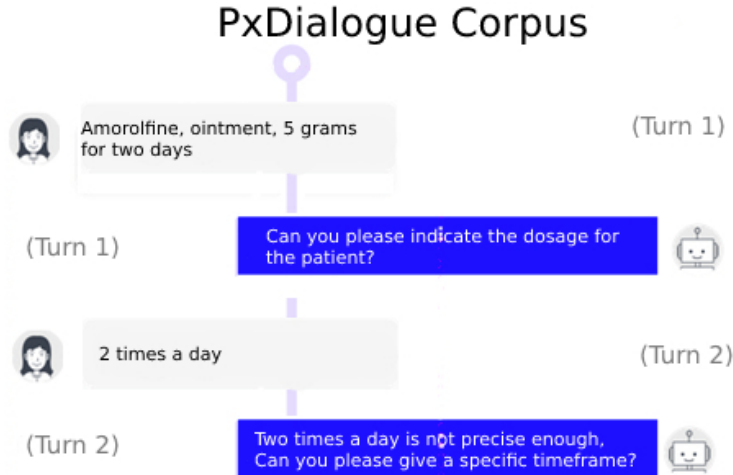 PxDialogue Corpus
Amorolfine, ointment, 5 grams
for two days
(Turn 1)
(Turn 1)
Can you please indicate the dosage for
the patient?
2 times a day
(Turn 2)
(Turn 2)
Two times a day is not precise enough,
Can you please give a specific timeframe?